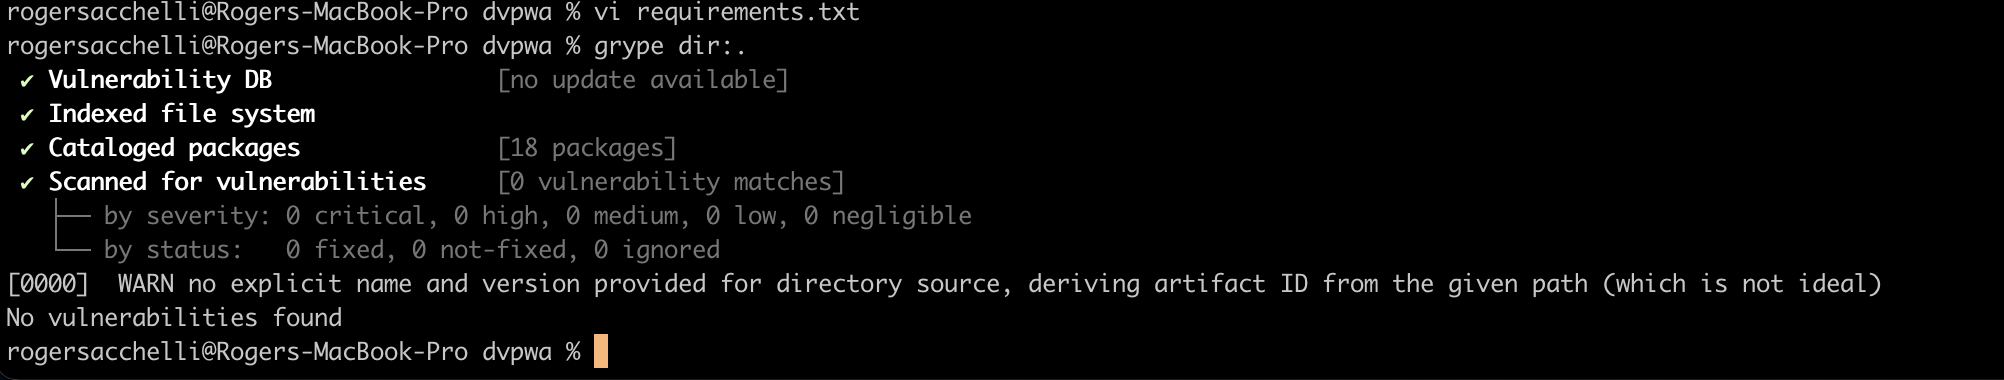 rogersacchelli@Rogers-MacBook-Pro dvpwa % vi requirements.txt
rogersacchelli@Rogers-MacBook-Pro dvpwa % grype dir:.
✔ Vulnerability DB [no update available]
✔ Indexed file system
✔ Cataloged packages [18 packages]
✔ Scanned for vulnerabilities [0 vulnerability matches]
├── by severity: 0 critical, 0 high, 0 medium, 0 low, 0 negligible
└── by status: 0 fixed, 0 not-fixed, 0 ignored
[0000] WARN no explicit name and version provided for directory source, deriving artifact ID from the given path (which is not ideal)
No vulnerabilities found
rogersacchelli@Rogers-MacBook-Pro dvpwa %